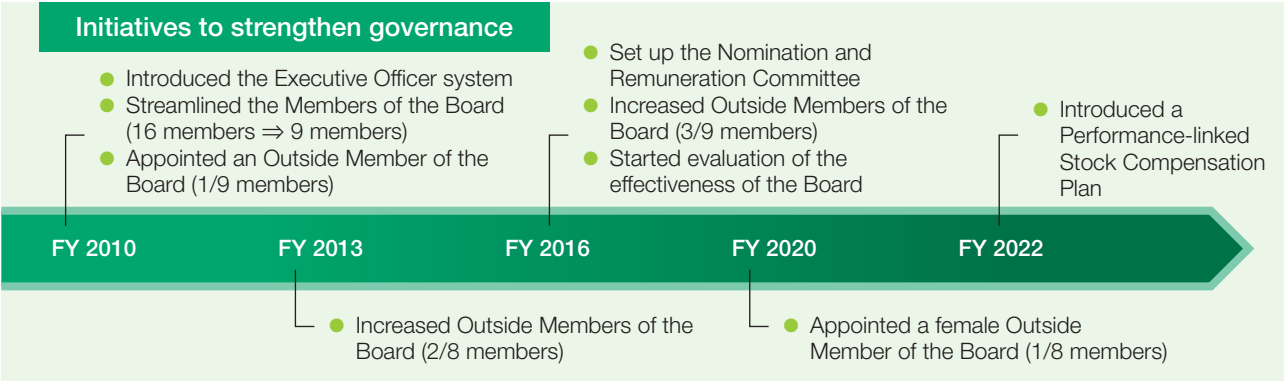 Initiatives to strengthen governance
● Introduced the Executive Officer system
● Streamlined the Members of the Board
(16 members ⇒ 9 members)
● Appointed an Outside Member of the
Board (1/9 members)
● Set up the Nomination and
Remuneration Committee
● Increased Outside Members of the
Board (3/9 members)
● Started evaluation of the
effectiveness of the Board
● Introduced a
Performance-linked
Stock Compensation
Plan
FY 2010
FY 2013
FY 2016
FY 2020
FY 2022
● Increased Outside Members of the
Board (2/8 members)
● Appointed a female Outside
Member of the Board (1/8 members)